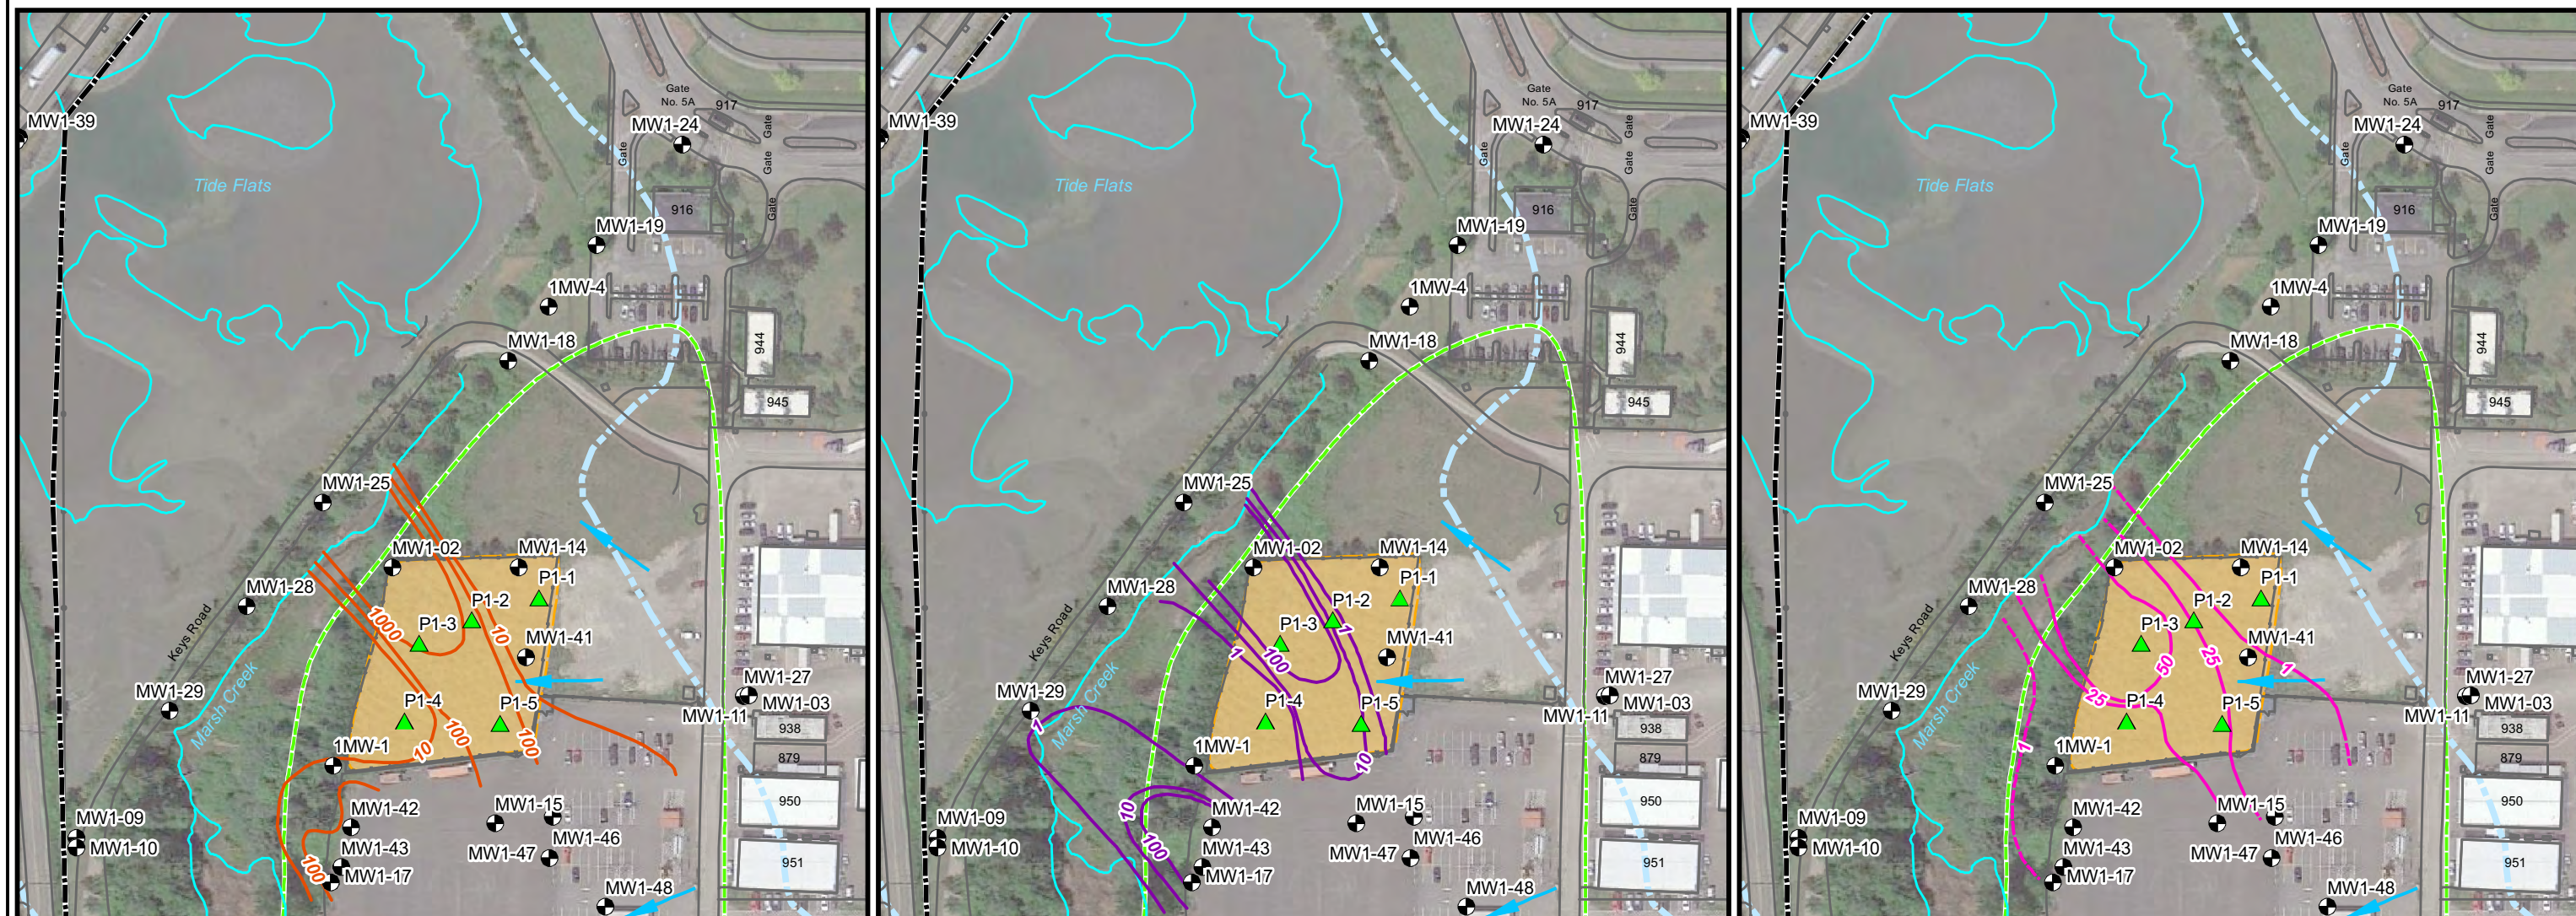 Gate
No. 5A
917
MW1-39
MW1-24
Gate
Gate
Gate
Tide Flats
916
Gate
MW1-19
1MW-4
MW1-18
944
945
MW1-25
MW1-02
MW1-14
P1-1
MW1-28
P1-2
1000
P1-3
10
Keys Road
MW1-41
MW1-27
MW1-29
P1-4
P1-5
MW1-03
MW1-11
Marsh Creek
100
100
938
1MW-1
10
879
950
MW1-42
MW1-15
MW1-09
MW1-46
MW1-10
MW1-43
MW1-47
951
100
MW1-17
MW1-48
Gate
No. 5A
917
MW1-39
MW1-24
Gate
Gate
Gate
Tide Flats
916
Gate
MW1-19
1MW-4
MW1-18
944
945
MW1-25
MW1-02
MW1-14
P1-1
MW1-28
P1-2
P1-3
1
Keys Road
MW1-41
1
100
MW1-27
MW1-29
P1-4
P1-5
MW1-03
MW1-11
Marsh Creek
1
938
1MW-1
10
879
950
MW1-42
MW1-15
10
MW1-09
MW1-46
MW1-10
100
MW1-43
MW1-47
951
MW1-17
MW1-48
Gate
No. 5A
917
MW1-39
MW1-24
Gate
Gate
Gate
Tide Flats
916
Gate
MW1-19
1MW-4
MW1-18
944
945
MW1-25
MW1-02
MW1-14
P1-1
MW1-28
P1-2
P1-3
Keys Road
MW1-41
50
25
1
MW1-27
MW1-29
25
P1-4
P1-5
MW1-03
MW1-11
Marsh Creek
1
938
1MW-1
879
950
MW1-42
MW1-15
MW1-09
MW1-46
MW1-10
MW1-43
MW1-47
951
MW1-17
MW1-48